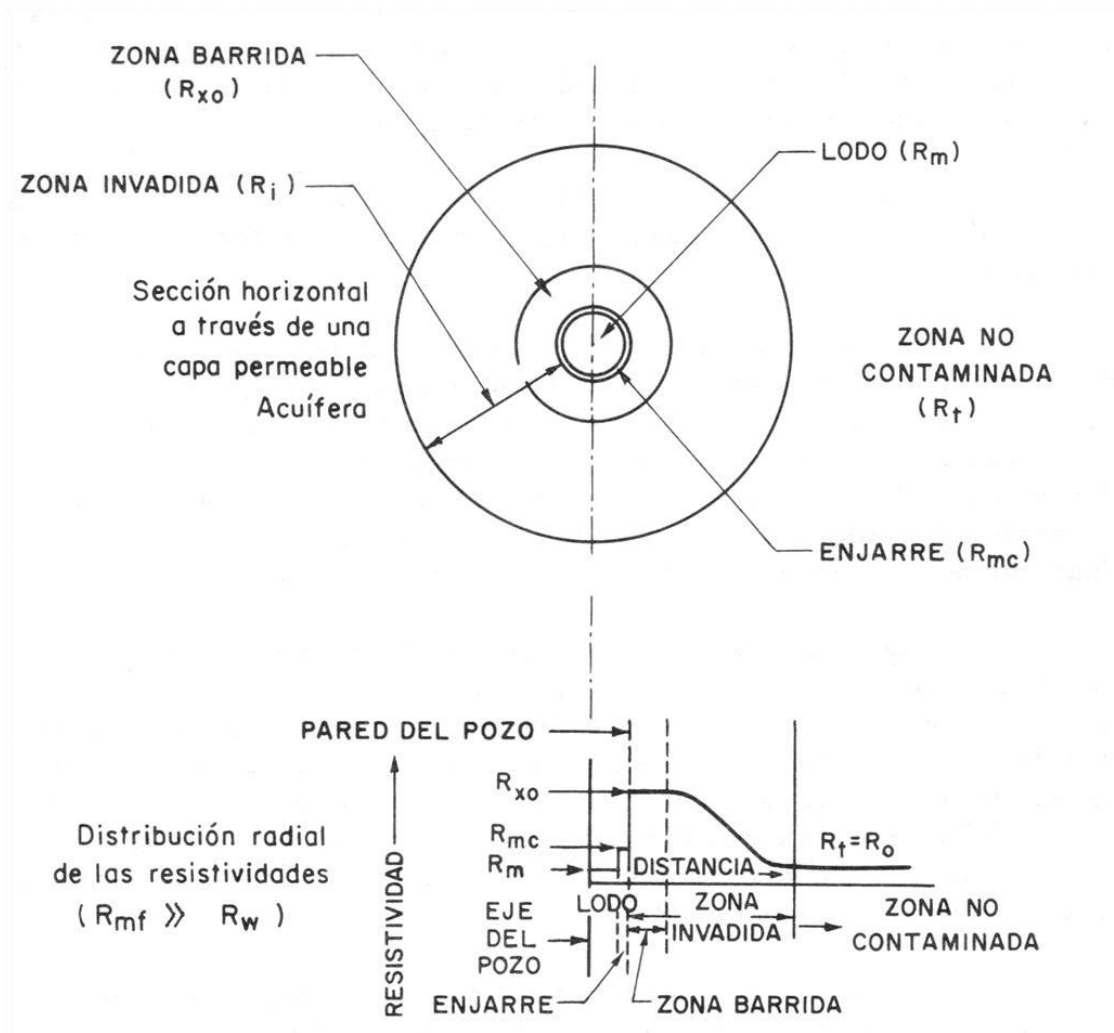 ZONA BARRIDA
(Rxo)
LODO (Rm)
ZONA INVADIDA (Ri)
Sección horizontal
a través de una
capa permeable
Acuífera
ZONA NO
CONTAMINADA
(Rt)
ENJARRE (Rmc)
PARED DEL POZO
RESISTIVIDAD
Rxo
Rmc
Rm
Rt=Ro
DISTANCIA
Distribución radial
de las resistividades
(Rmf >> Rw)
LODO
ZONA
INVADIDA
ZONA NO
CONTAMINADA
EJE
DEL
POZO
ENJARRE
ZONA BARRIDA